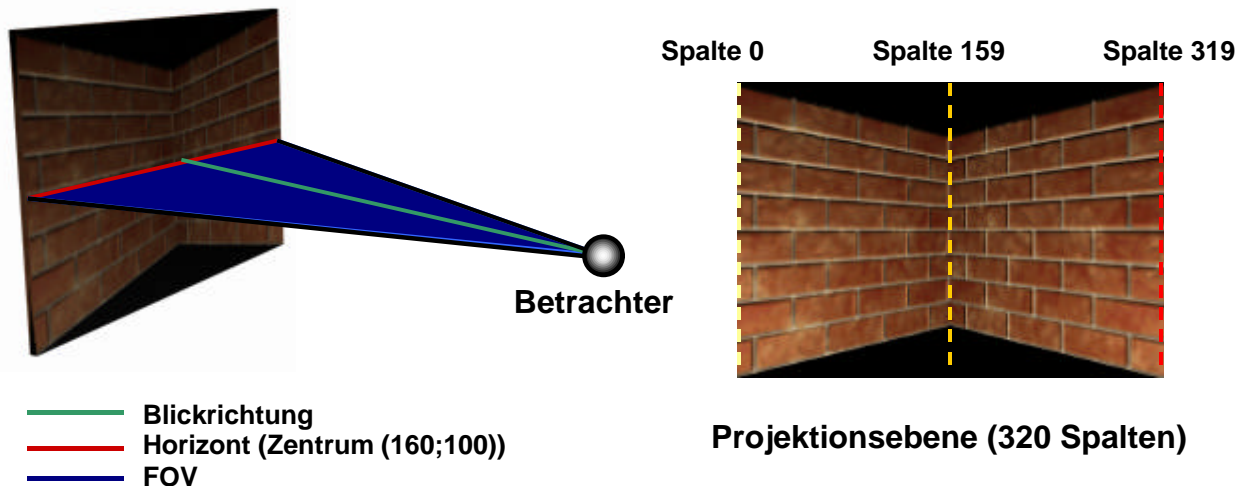 Spalte 0
Spalte 159
Spalte 319
Betrachter
Blickrichtung
Horizont (Zentrum (160;100))
FOV
Projektionsebene (320 Spalten)